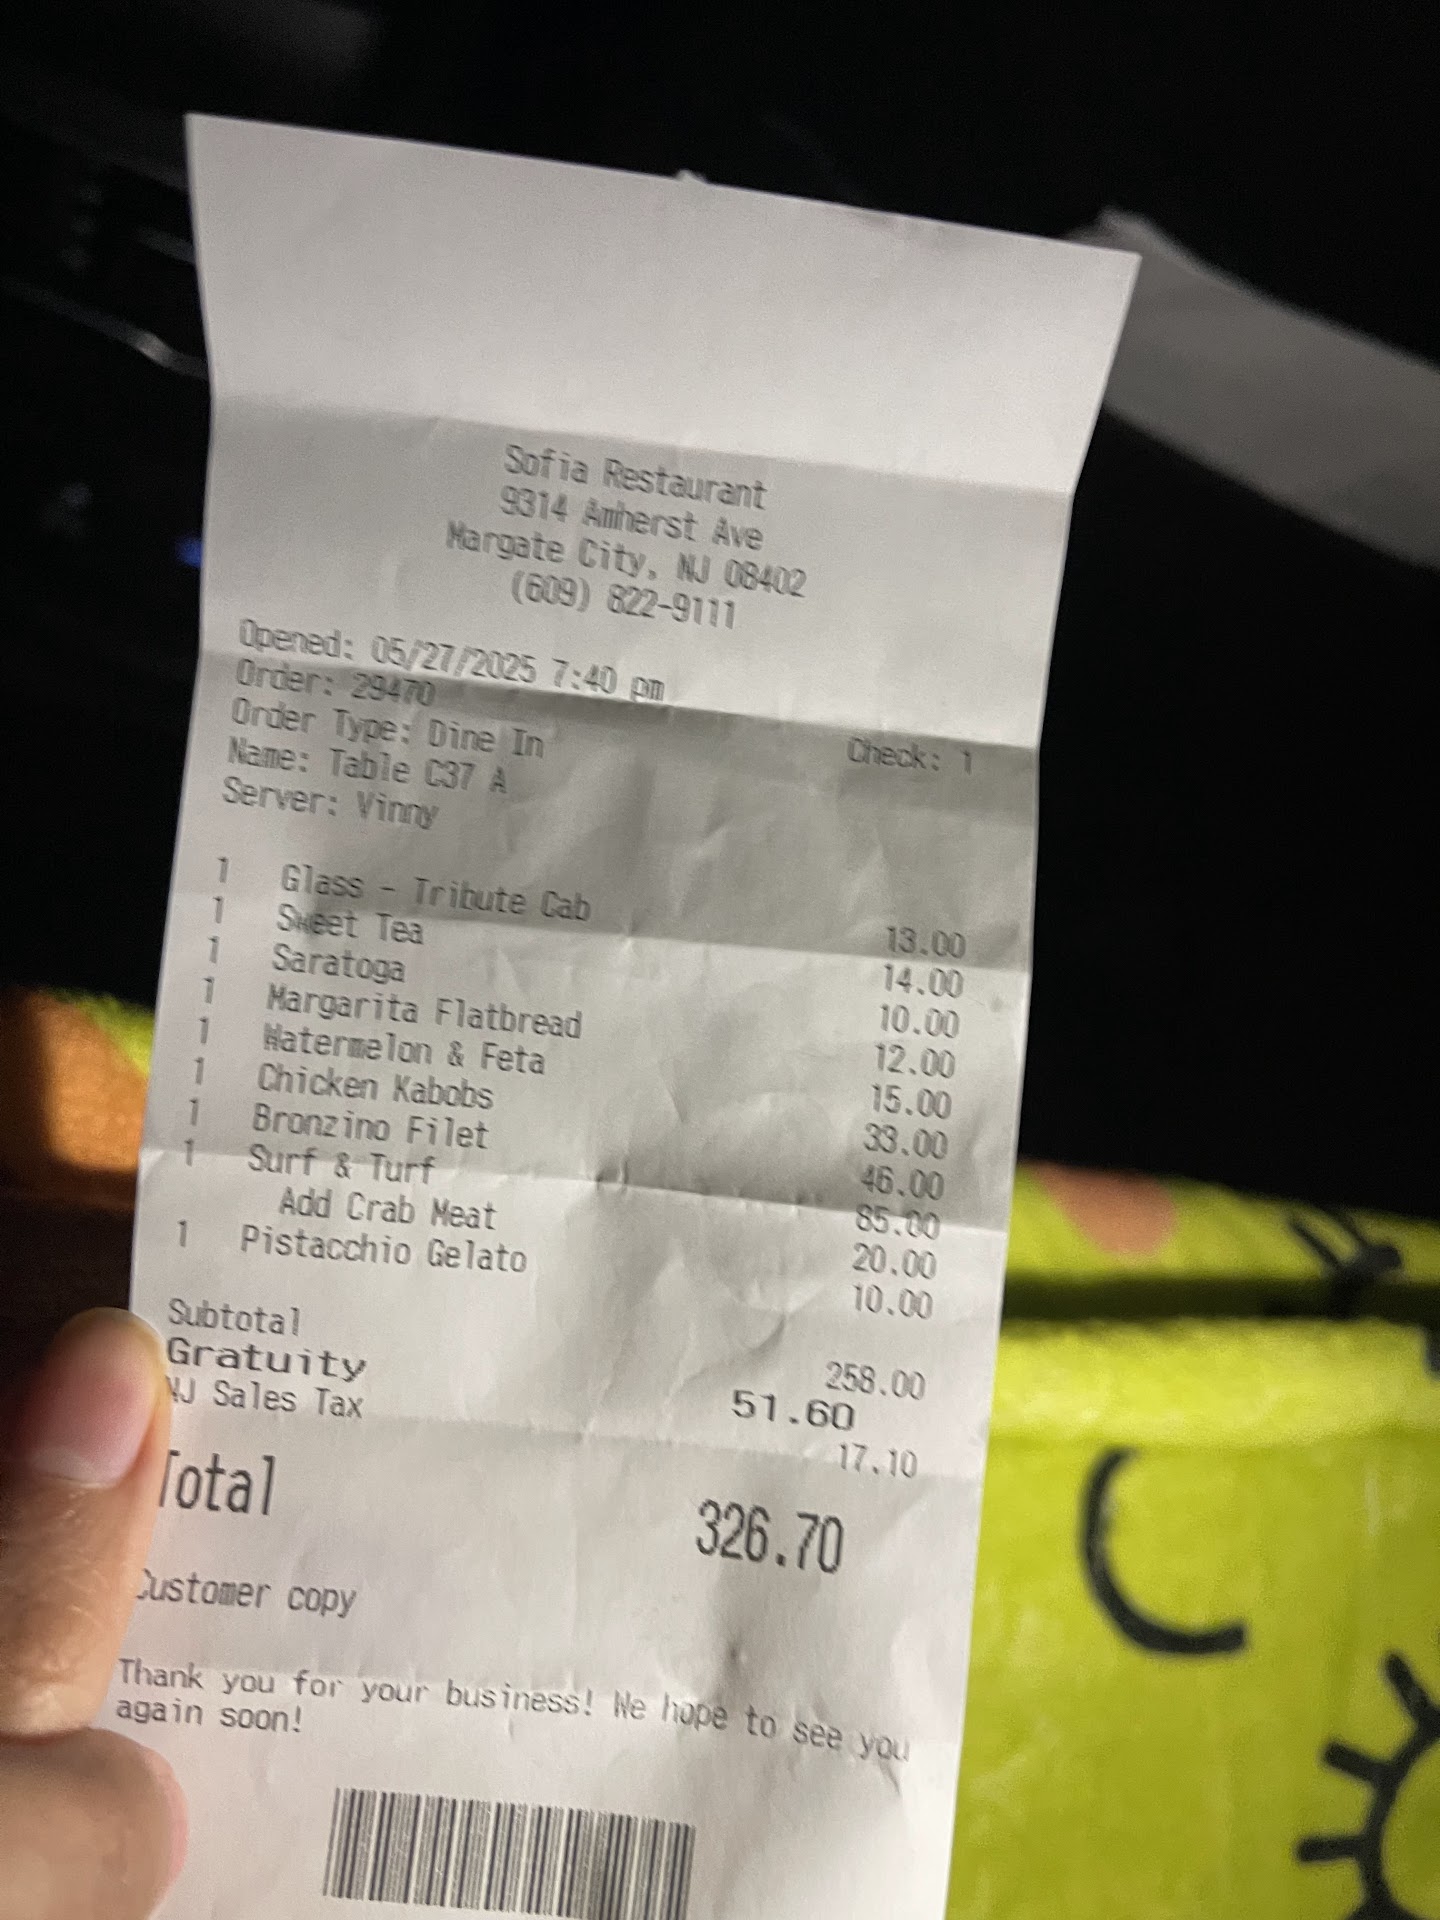 Sofia Restaurant
9314 Amherst Ave
Margate City, NJ 08402
(609) 822-9111
Opened: 05/27/2025 7:40 pm
Order: 29470
Order Type: Dine In Check: 1
Name: Table C37 A
Server: Vinny
1 Glass - Tribute Cab 13.00
1 Sweet Tea 14.00
1 Saratoga 10.00
1 Margarita Flatbread 12.00
1 Watermelon & Feta 15.00
1 Chicken Kabobs 33.00
1 Bronzino Filet 46.00
1 Surf & Turf 85.00
Add Crab Meat 20.00
1 Pistacchio Gelato 10.00
Subtotal 258.00
Gratuity 51.60
NJ Sales Tax 17.10
Total 326.70
Customer copy
Thank you for your business! We hope to see you
again soon!